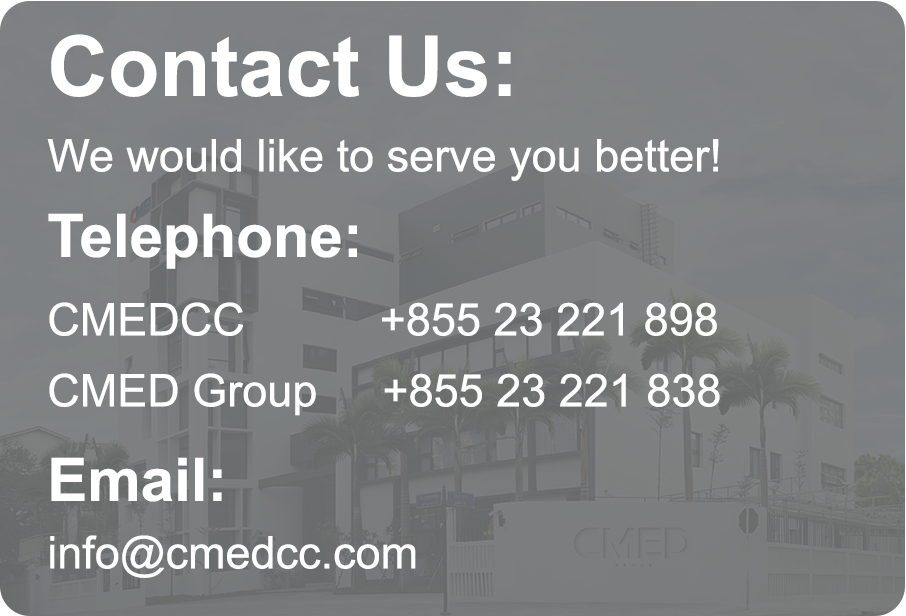 Contact Us:
We would like to serve you better!
Telephone:
CMEDCC +855 23 221 898
CMED Group +855 23 221 838
Email:
info@cmedcc.com
CMED